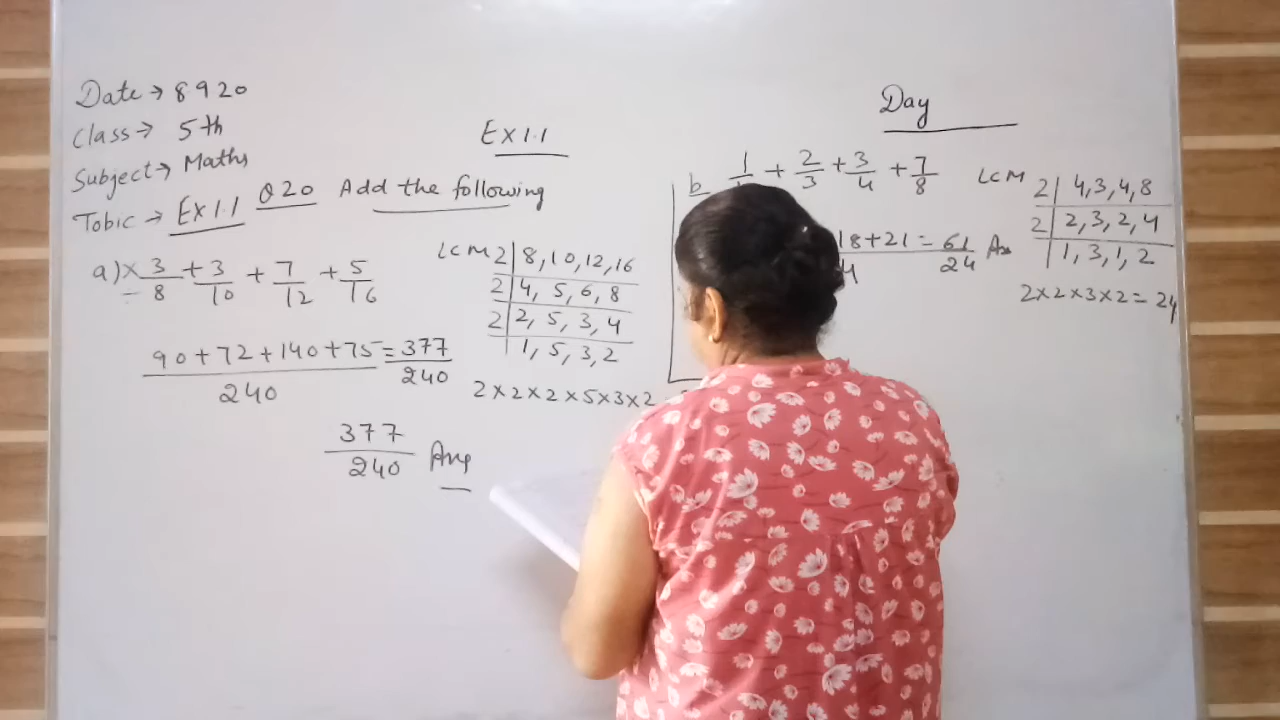 Date → 8 9 20
Class → 5th
Subject → Maths
Tobic → Ex 1.1 Q20 Add the following
Ex 1.1
a) × 3/8 + 3/10 + 7/12 + 5/16
90+72+140+75/240 = 377/240
377/240 Ans
LCM 2 | 8, 10, 12, 16
2 | 4, 5, 6, 8
2 | 2, 5, 3, 4
1, 5, 3, 2
2×2×2×5×3×2
Day
b 1/ + 2/3 + 3/4 + 7/8
18+21 = 61/24 Ans
LCM 2 | 4, 3, 4, 8
2 | 2, 3, 2, 4
1, 3, 1, 2
2×2×3×2 = 24